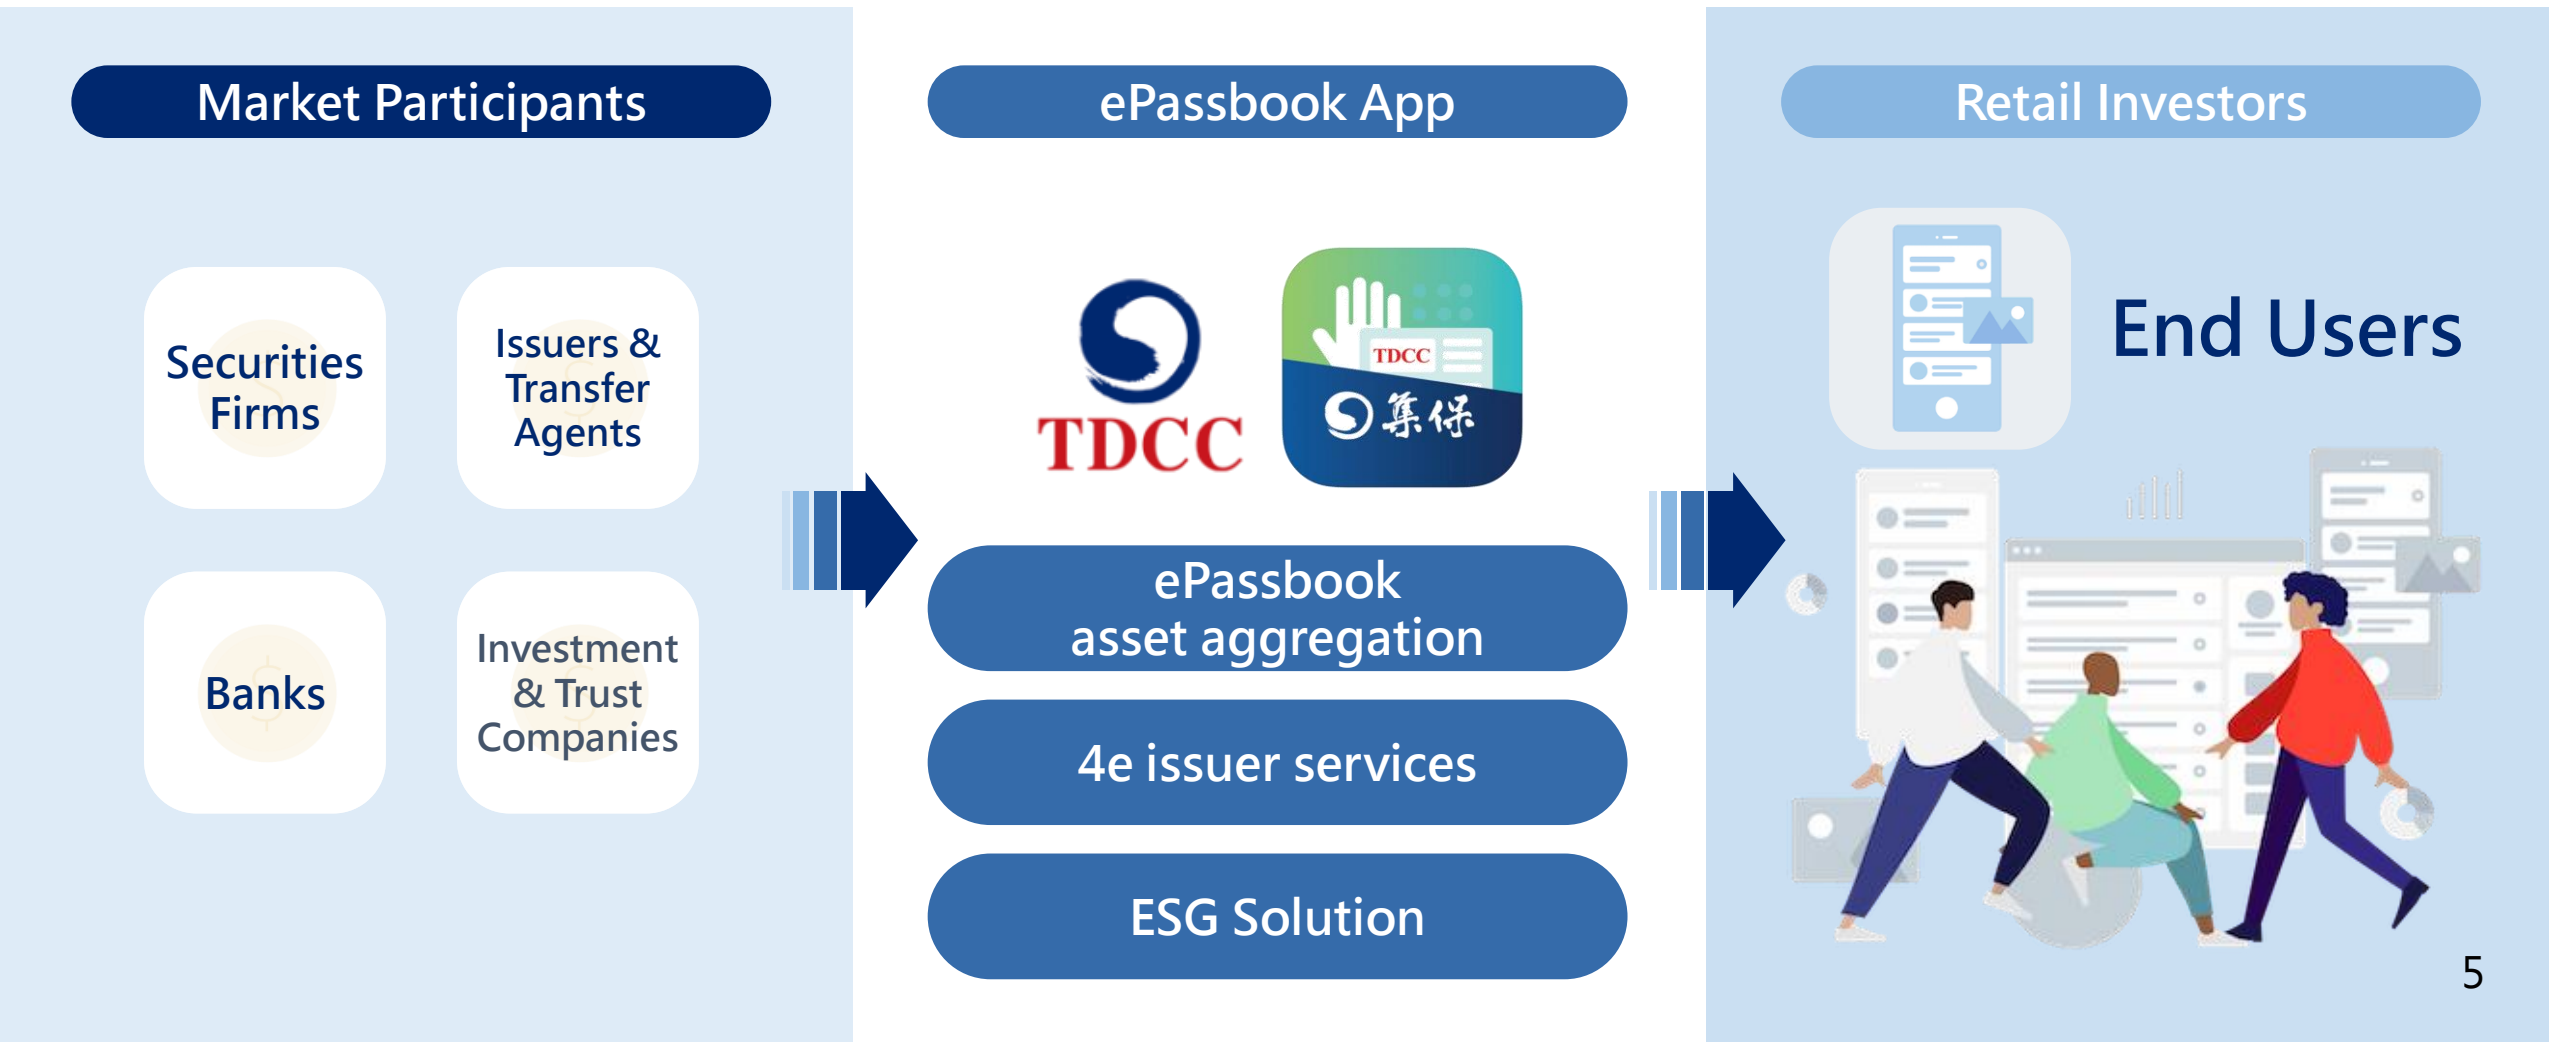 Market Participants
Securities
Firms
Issuers &
Transfer
Agents
Banks
Investment
& Trust
Companies
ePassbook App
TDCC
TDCC
集保
ePassbook
asset aggregation
4e issuer services
ESG Solution
Retail Investors
End Users
5